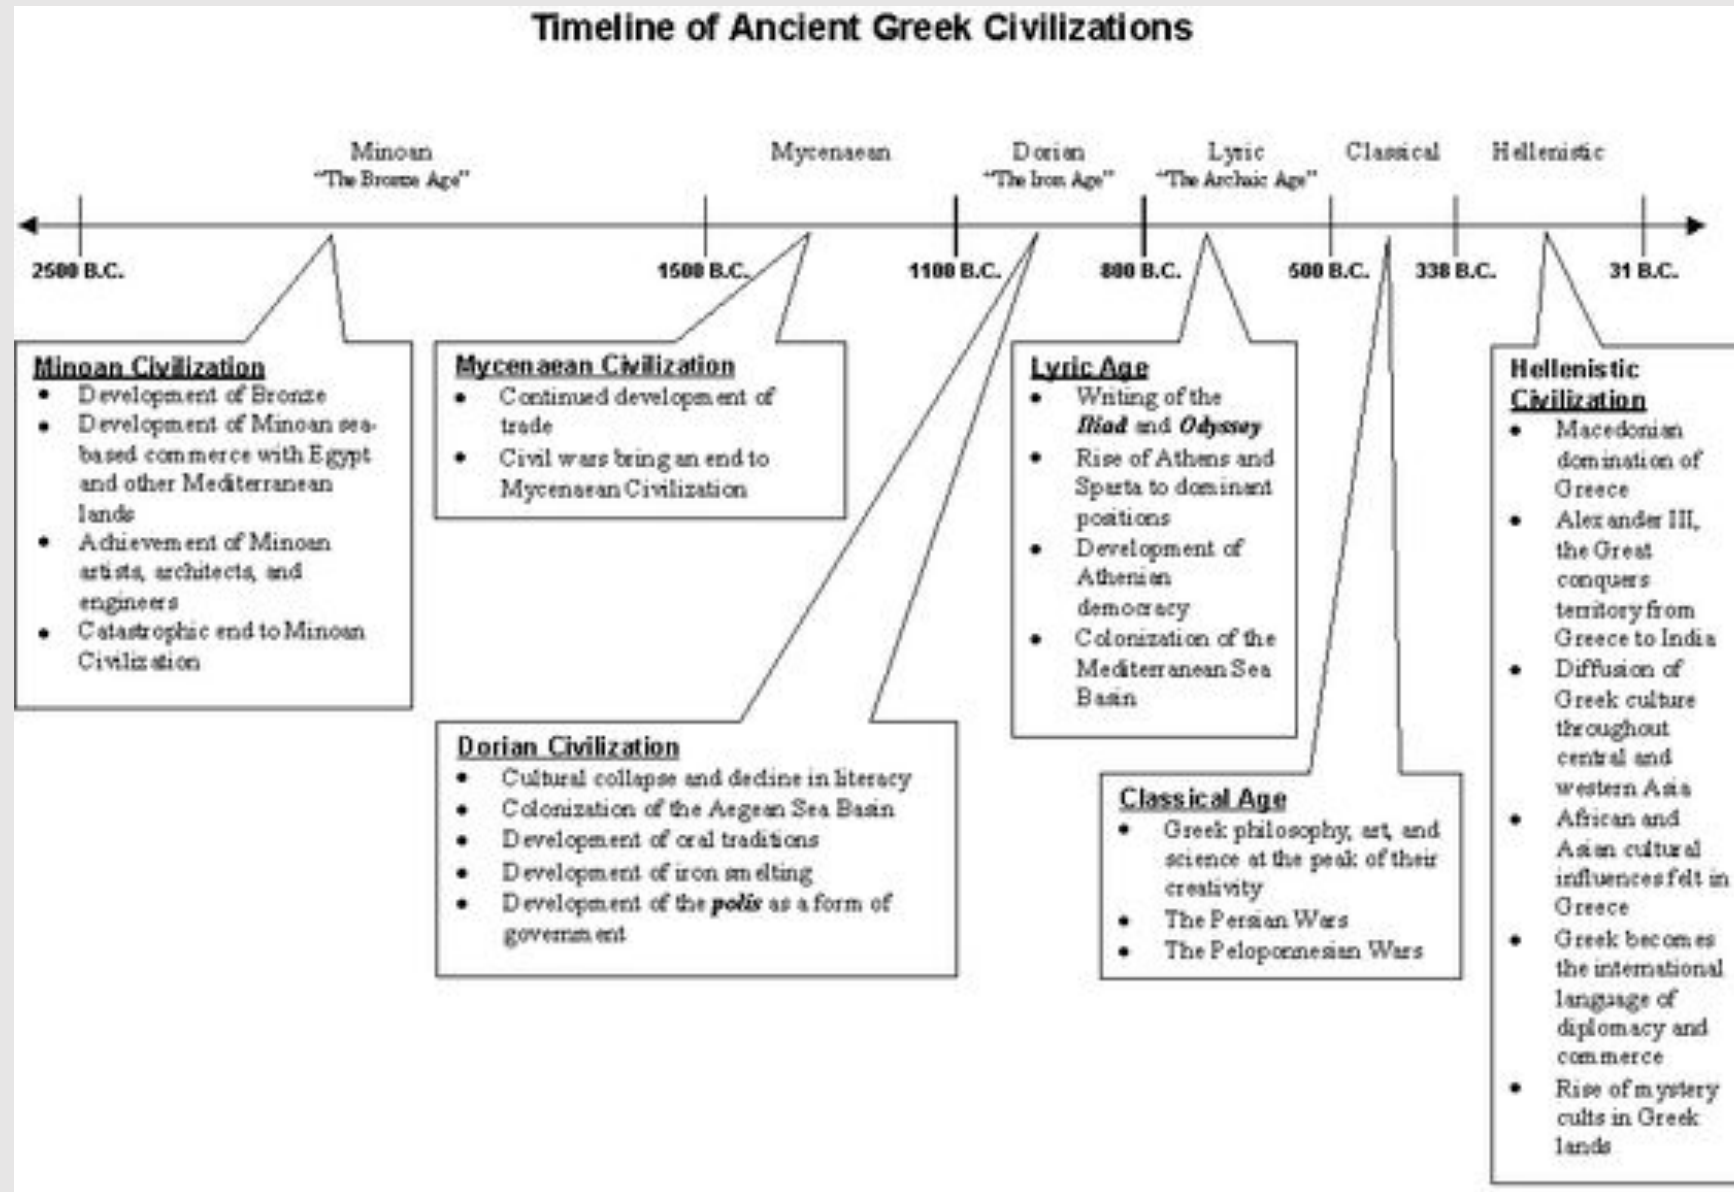 Timeline of Ancient Greek Civilizations
Minoan
"The Bronze Age"
Mycenaean
Dorian
"The Iron Age"
Lyric
"The Archaic Age"
Classical
Hellenistic
2500 B.C.
1500 B.C.
1100 B.C.
800 B.C.
500 B.C.
338 B.C.
31 B.C.
Minoan Civilization
• Development of Bronze
• Development of Minoan sea-
based commerce with Egypt
and other Mediterranean
lands
• Achievement of Minoan
artists, architects, and
engineers
• Catastrophic end to Minoan
Civilization
Mycenaean Civilization
• Continued development of
trade
• Civil wars bring an end to
Mycenaean Civilization
Dorian Civilization
• Cultural collapse and decline in literacy
• Colonization of the Aegean Sea Basin
• Development of oral traditions
• Development of iron smelting
• Development of the polis as a form of
government
Lyric Age
• Writing of the
Iliad and Odyssey
• Rise of Athens and
Sparta to dominant
positions
• Development of
Athenian
democracy
• Colonization of the
Mediterranean Sea
Basin
Classical Age
• Greek philosophy, art, and
science at the peak of their
creativity
• The Persian Wars
• The Peloponnesian Wars
Hellenistic
Civilization
• Macedonian
domination of
Greece
• Alexander III,
the Great
conquers
territory from
Greece to India
• Diffusion of
Greek culture
throughout
central and
western Asia
• African and
Asian cultural
influences felt in
Greece
• Greek becomes
the international
language of
diplomacy and
commerce
• Rise of mystery
cults in Greek
lands